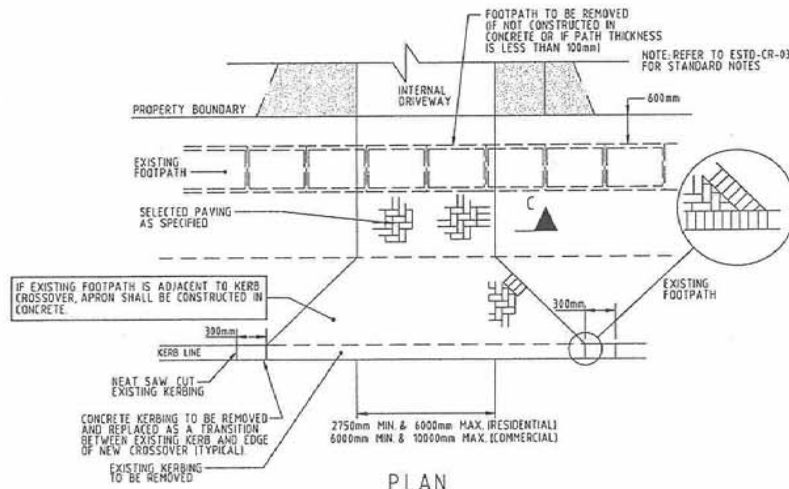 FOOTPATH TO BE REMOVED
(IF NOT CONSTRUCTED IN
CONCRETE OR IF PATH THICKNESS
IS LESS THAN 100mm)
NOTE: REFER TO ESTD-CR-03
FOR STANDARD NOTES
INTERNAL
DRIVEWAY
PROPERTY BOUNDARY
600mm
EXISTING
FOOTPATH
SELECTED PAVING
AS SPECIFIED
C
IF EXISTING FOOTPATH IS ADJACENT TO KERB
CROSSOVER, APRON SHALL BE CONSTRUCTED IN
CONCRETE.
EXISTING
FOOTPATH
300mm
300mm
KERB LINE
NEAT SAW CUT
EXISTING KERBING
CONCRETE KERBING TO BE REMOVED
AND REPLACED AS A TRANSITION
BETWEEN EXISTING KERB AND EDGE
OF NEW CROSSOVER (TYPICAL).
2750mm MIN. & 6000mm MAX. (RESIDENTIAL)
6000mm MIN. & 10000mm MAX. (COMMERCIAL)
EXISTING KERBING
TO BE REMOVED
PLAN